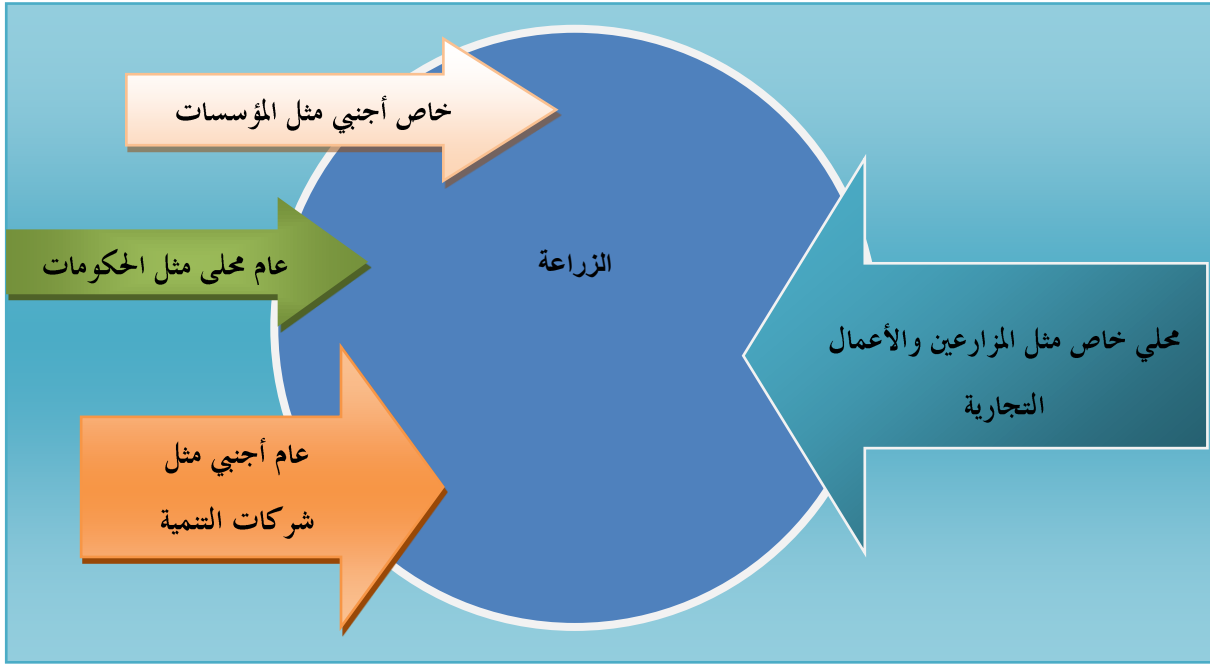 خاص أجنبي مثل المؤسسات
عام محلى مثل الحكومات
الزراعة
محلي خاص مثل المزارعين والأعمال
التجارية
عام أجنبي مثل
شركات التنمية